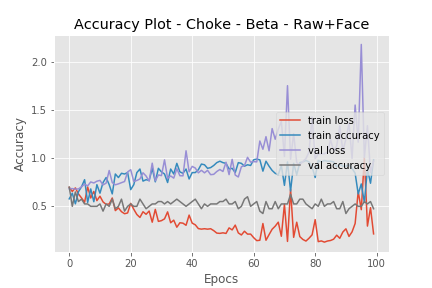 Accuracy Plot - Choke - Beta - Raw+Face
2.0
1.5
1.0
0.5
Accuracy
train loss
train accuracy
val loss
val accuracy
0 20 40 60 80 100
Epocs